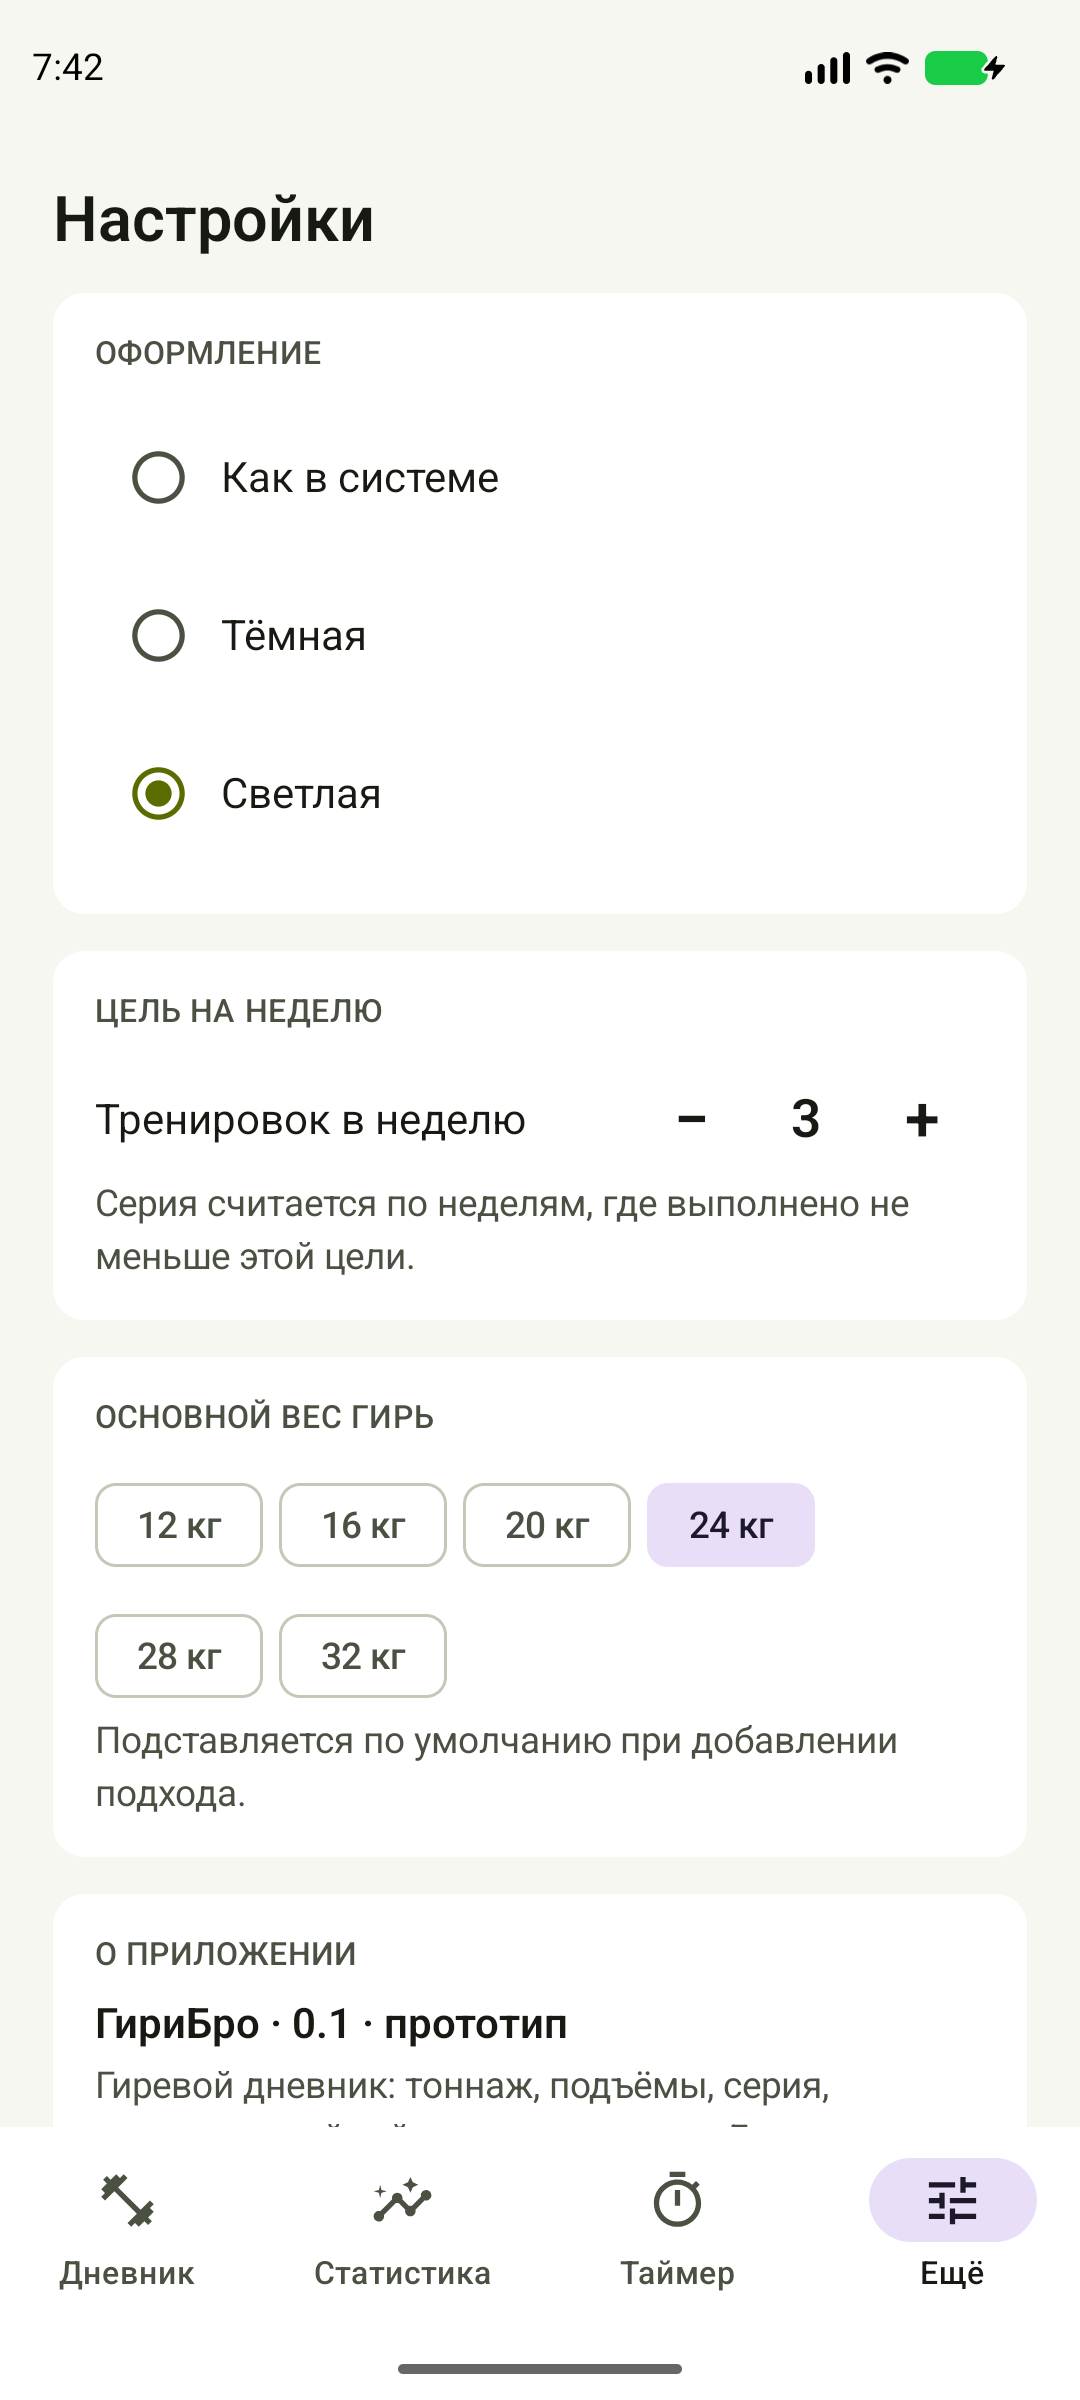 7:42
Настройки
ОФОРМЛЕНИЕ
Как в системе
Тёмная
Светлая
ЦЕЛЬ НА НЕДЕЛЮ
Тренировок в неделю − 3 +
Серия считается по неделям, где выполнено не
меньше этой цели.
ОСНОВНОЙ ВЕС ГИРЬ
12 кг 16 кг 20 кг 24 кг
28 кг 32 кг
Подставляется по умолчанию при добавлении
подхода.
О ПРИЛОЖЕНИИ
ГириБро · 0.1 · прототип
Гиревой дневник: тоннаж, подъёмы, серия,
Дневник Статистика Таймер Ещё